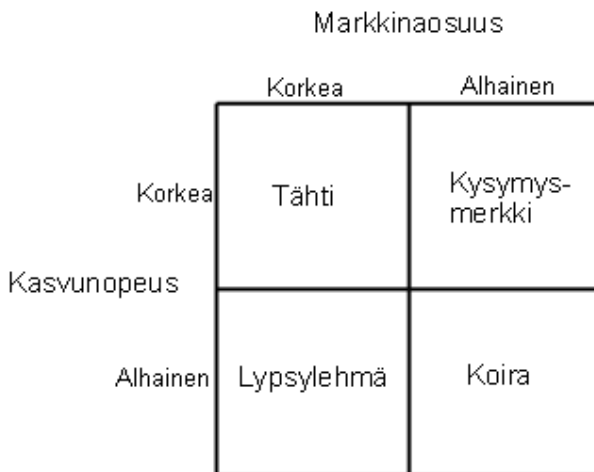 Markkinaosuus
Korkea
Alhainen
Korkea
Tähti
Kysymys-
merkki
Kasvunopeus
Alhainen
Lypsylehmä
Koira